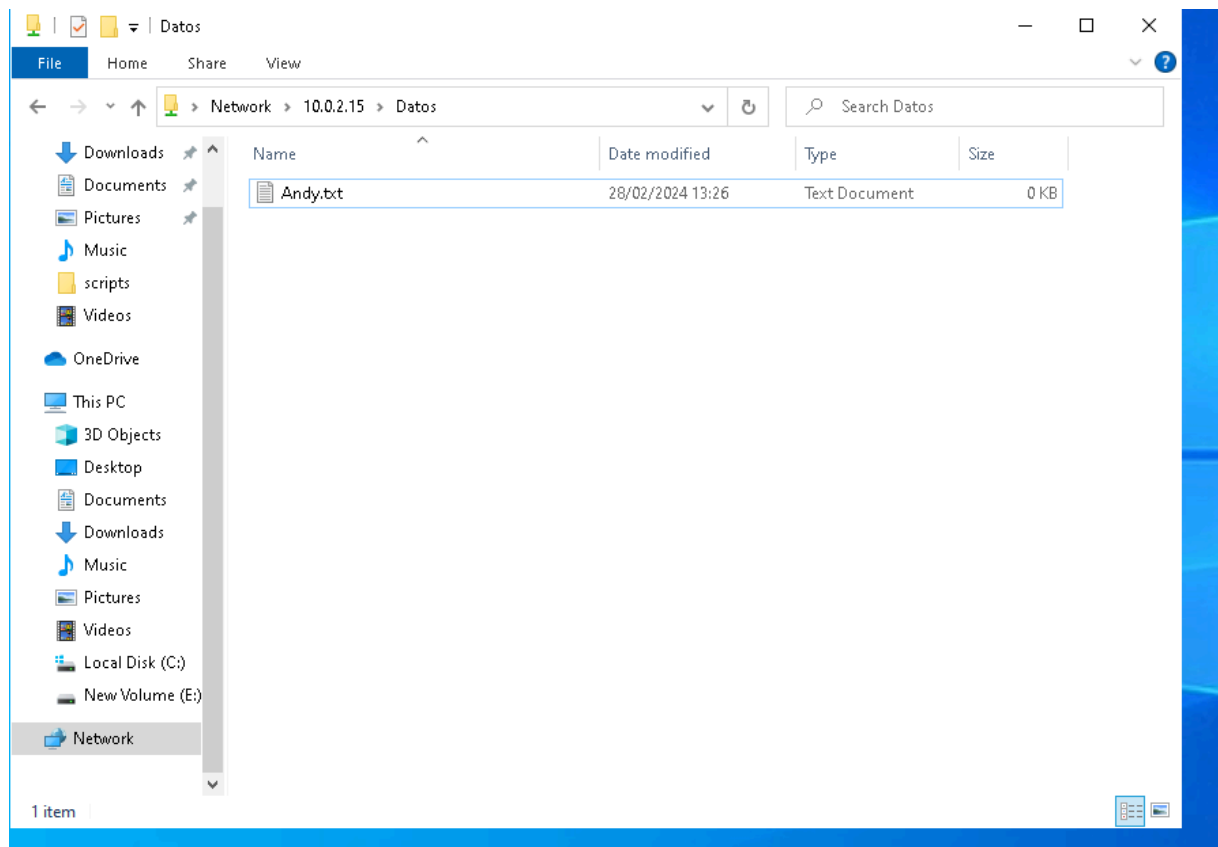 Datos
File Home Share View
Network > 10.0.2.15 > Datos
Search Datos
Downloads
Documents
Pictures
Music
scripts
Videos
OneDrive
This PC
3D Objects
Desktop
Documents
Downloads
Music
Pictures
Videos
Local Disk (C:)
New Volume (E:)
Network
Name Date modified Type Size
Andy.txt 28/02/2024 13:26 Text Document 0 KB
1 item